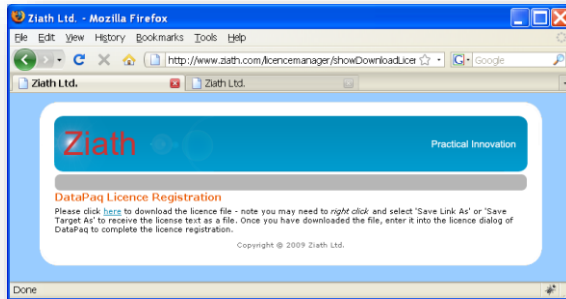 Ziath Ltd. - Mozilla Firefox
File Edit View History Bookmarks Tools Help
http://www.ziath.com/licencemanager/showDownloadLicer
Google
Ziath Ltd.
Ziath Ltd.
Ziath
Practical Innovation
DataPaq Licence Registration
Please click here to download the licence file - note you may need to right click and select 'Save Link As' or 'Save
Target As' to receive the license text as a file. Once you have downloaded the file, enter it into the licence dialog of
DataPaq to complete the licence registration.
Copyright @ 2009 Ziath Ltd.
Done